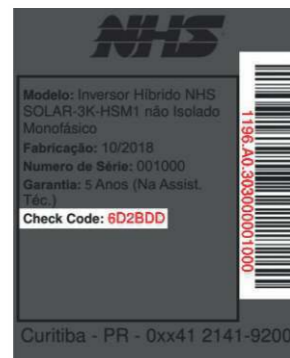 NHS
Modelo: Inversor Híbrido NHS
SOLAR-3K-HSM1 não Isolado
Monofásico
Fabricação: 10/2018
Numero de Série: 001000
Garantia: 5 Anos (Na Assist.
Téc.)
Check Code: 6D2BDD
1196.A0.303000001000
Curitiba - PR - 0xx41 2141-9200